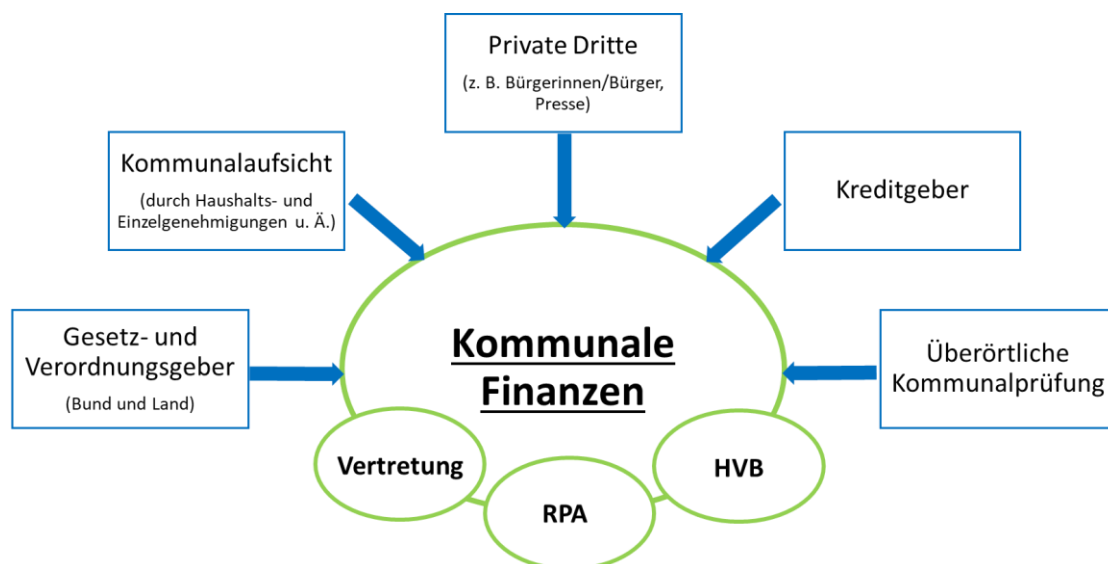 Private Dritte
(z. B. Bürgerinnen/Bürger,
Presse)
Kommunalaufsicht
(durch Haushalts- und
Einzelgenehmigungen u. Ä.)
Kreditgeber
Gesetz- und
Verordnungsgeber
(Bund und Land)
Kommunale
Finanzen
Überörtliche
Kommunalprüfung
Vertretung
RPA
HVB